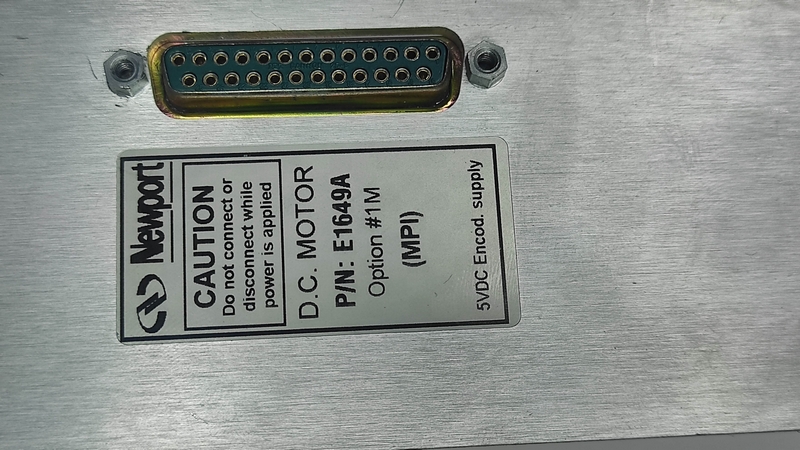 Newport
CAUTION
Do not connect or
disconnect while
power is applied
D.C. MOTOR
P/N: E1649A
Option #1M
(MPI)
5VDC Encod. supply